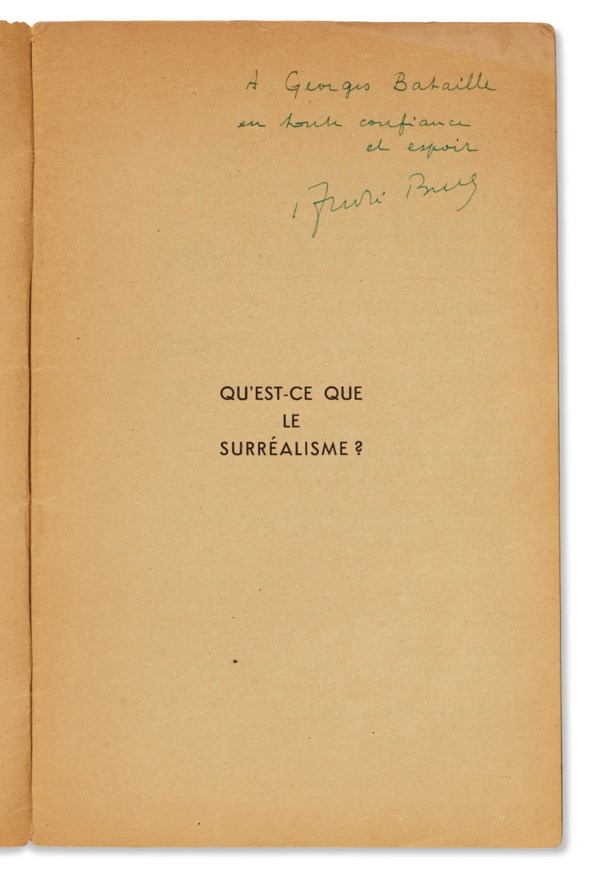 A Georges Bataille
en toute confiance
et espoir
André Breton
QU'EST-CE QUE
LE
SURRÉALISME ?